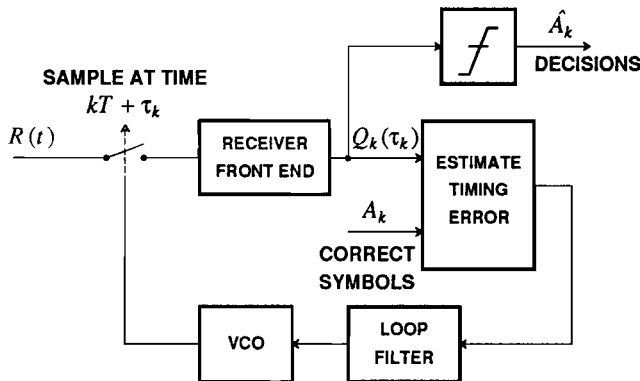 Â_k
DECISIONS
SAMPLE AT TIME
kT + τ_k
R(t)
RECEIVER
FRONT END
Q_k(τ_k)
ESTIMATE
TIMING
ERROR
A_k
CORRECT
SYMBOLS
VCO
LOOP
FILTER